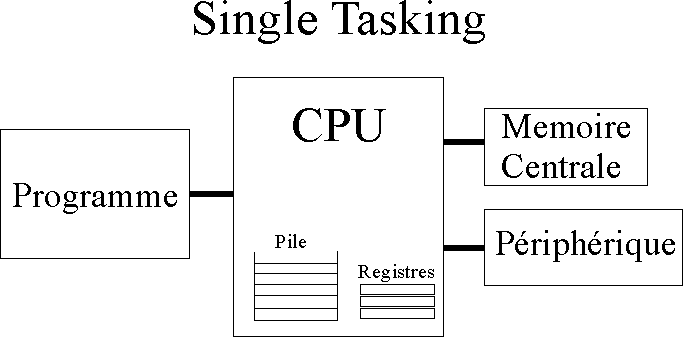 Single Tasking
CPU
Programme
Memoire
Centrale
Périphérique
Pile
Registres